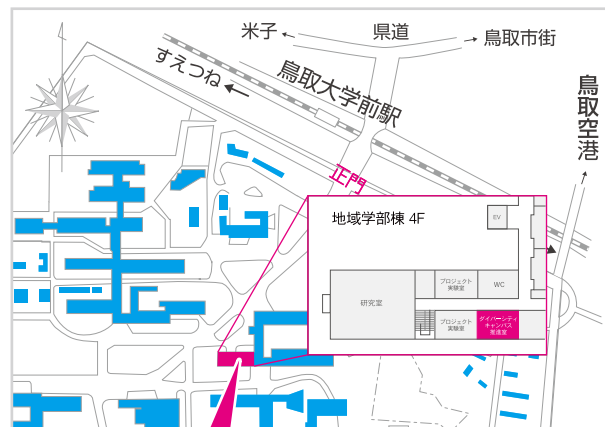 米子
県道
鳥取市街
すえつね
鳥取大学前駅
鳥取空港
正門
地域学部棟 4F
EV
研究室
プロジェクト
実験室
WC
プロジェクト
実験室
ダイバーシティ
キャンパス
推進室